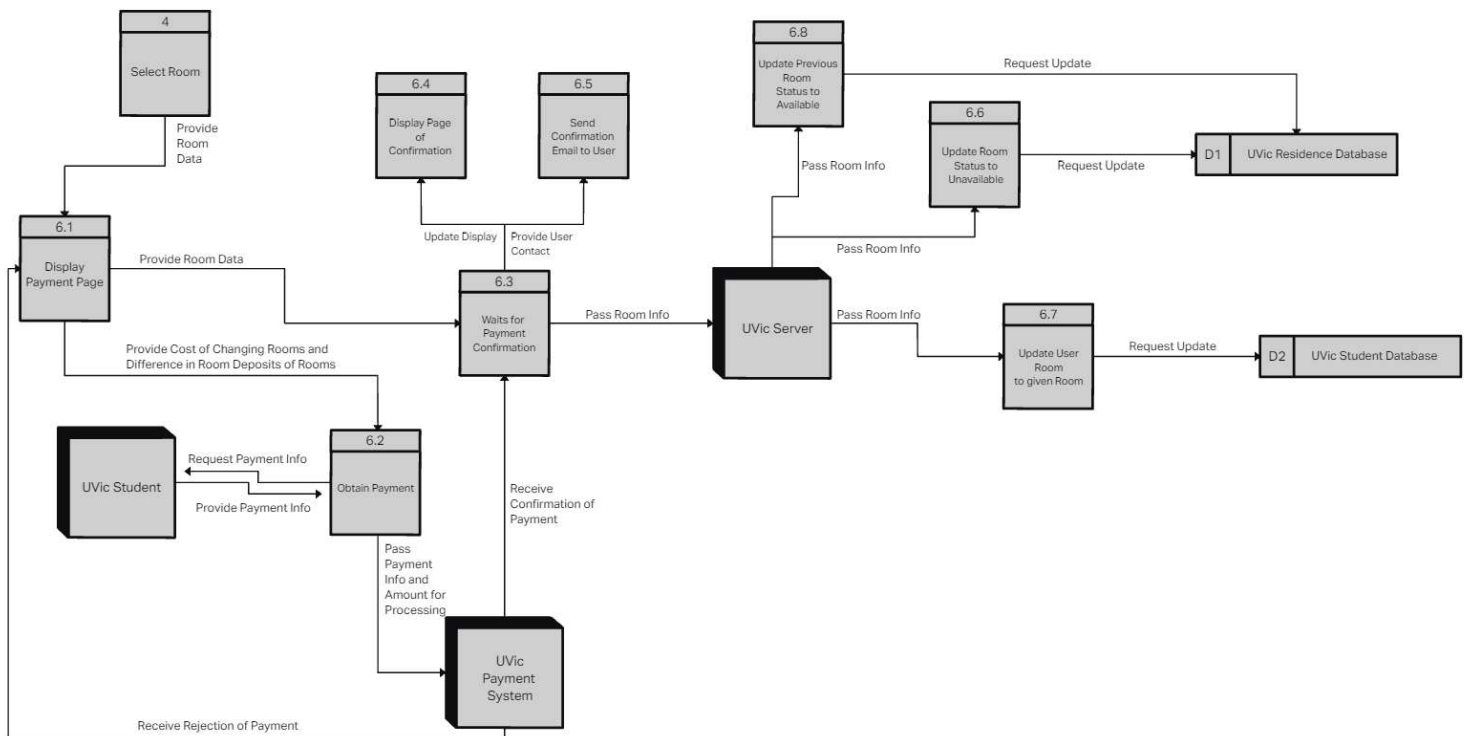 4
Select Room
Provide
Room
Data
6.1
Display
Payment Page
Provide Room Data
Provide Cost of Changing Rooms and
Difference in Room Deposits of Rooms
UVic Student
Request Payment Info
Provide Payment Info
6.2
Obtain Payment
Pass
Payment
Info and
Amount for
Processing
UVic
Payment
System
Receive Rejection of Payment
Receive
Confirmation of
Payment
6.3
Waits for
Payment
Confirmation
Update Display
Provide User
Contact
6.4
Display Page
of
Confirmation
6.5
Send
Confirmation
Email to User
Pass Room Info
UVic Server
Pass Room Info
6.8
Update Previous
Room
Status to
Available
Request Update
Pass Room Info
6.6
Update Room
Status to
Unavailable
Request Update
D1
UVic Residence Database
Pass Room Info
6.7
Update User
Room
to given Room
Request Update
D2
UVic Student Database